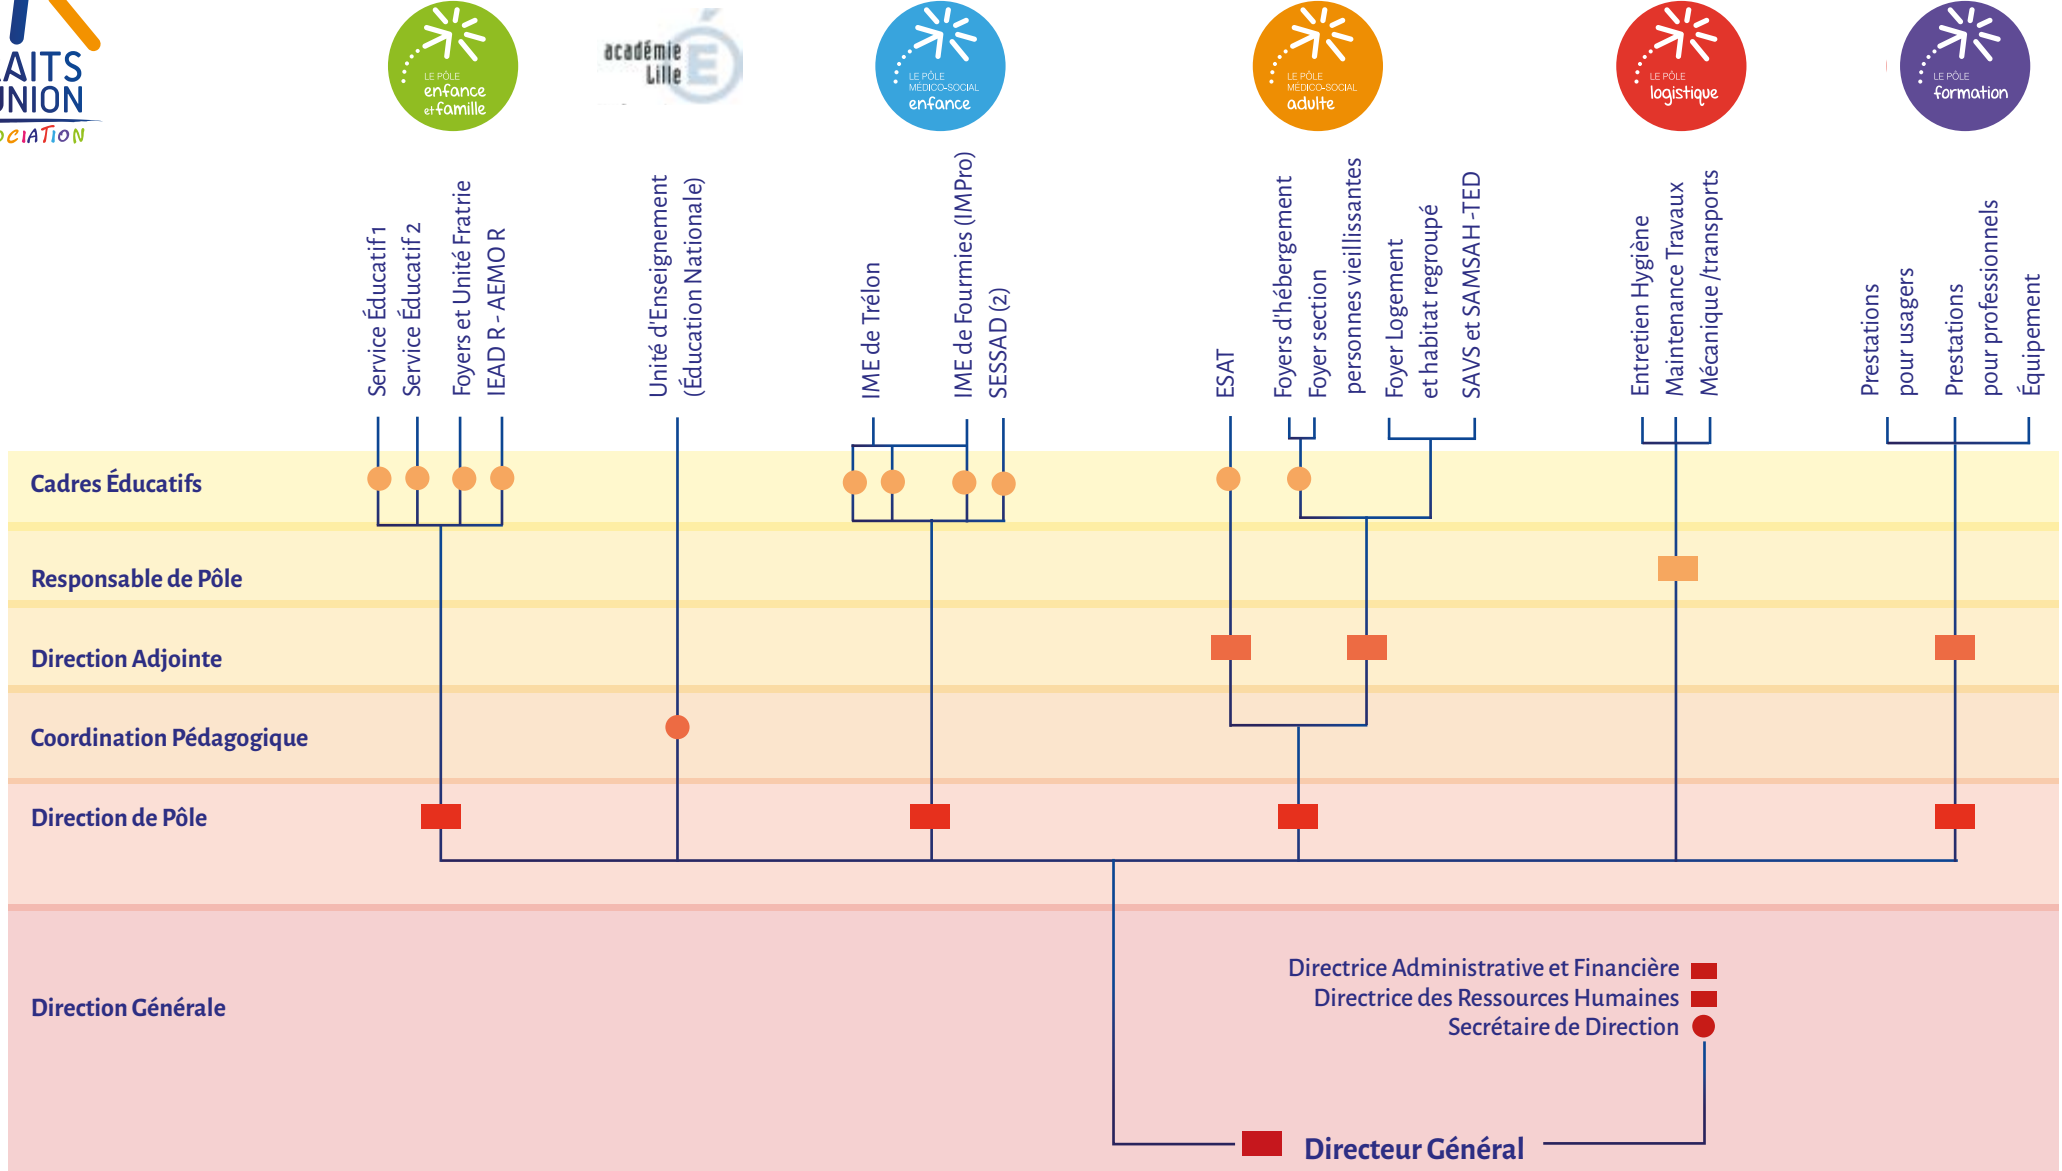 AITS
NION
OCIATION
LE PÔLE
enfance
et famille
académie
Lille
LE PÔLE
MÉDICO-SOCIAL
enfance
LE PÔLE
MÉDICO-SOCIAL
adulte
LE PÔLE
logistique
LE PÔLE
formation
Service Éducatif 1
Service Éducatif 2
Foyers et Unité Fratrie
IEAD R - AEMO R
Unité d'Enseignement
(Éducation Nationale)
IME de Trélon
IME de Fourmies (IMPro)
SESSAD (2)
ESAT
Foyers d'hébergement
Foyer section
personnes vieillissantes
Foyer Logement
et habitat regroupé
SAVS et SAMSAH -TED
Entretien Hygiène
Maintenance Travaux
Mécanique /transports
Prestations
pour usagers
Prestations
pour professionnels
Équipement
Cadres Éducatifs
Responsable de Pôle
Direction Adjointe
Coordination Pédagogique
Direction de Pôle
Direction Générale
Directrice Administrative et Financière
Directrice des Ressources Humaines
Secrétaire de Direction
Directeur Général